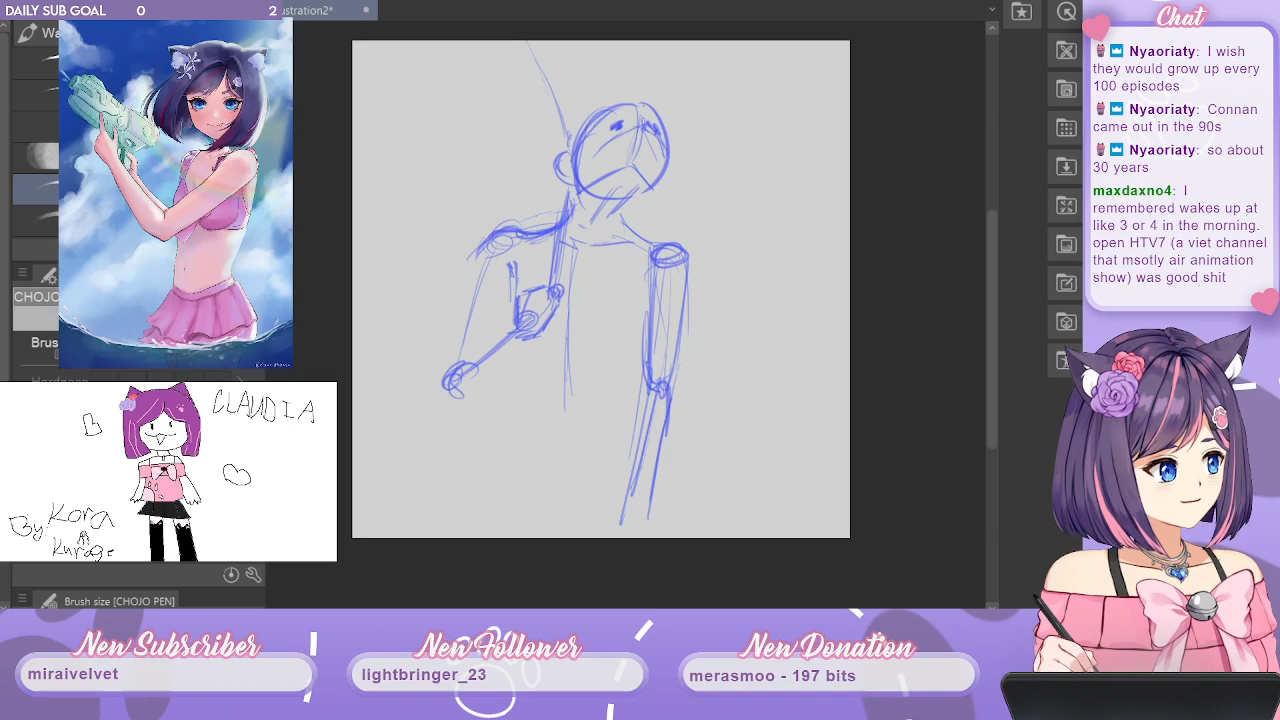 DAILY SUB GOAL 0 2
ustration2*
Wa
CHOJO
Brus
Hardness
CLAUDIA
By: Kora
Kurage
Brush size [CHOJO PEN]
Chat
Nyaoriaty: I wish
they would grow up every
100 episodes
Nyaoriaty: Connan
came out in the 90s
Nyaoriaty: so about
30 years
maxdaxno4: I
remembered wakes up at
like 3 or 4 in the morning.
open HTV7 (a viet channel
that msotly air animation
show) was good shit
New Subscriber
miraivelvet
New Follower
lightbringer_23
New Donation
merasmoo - 197 bits